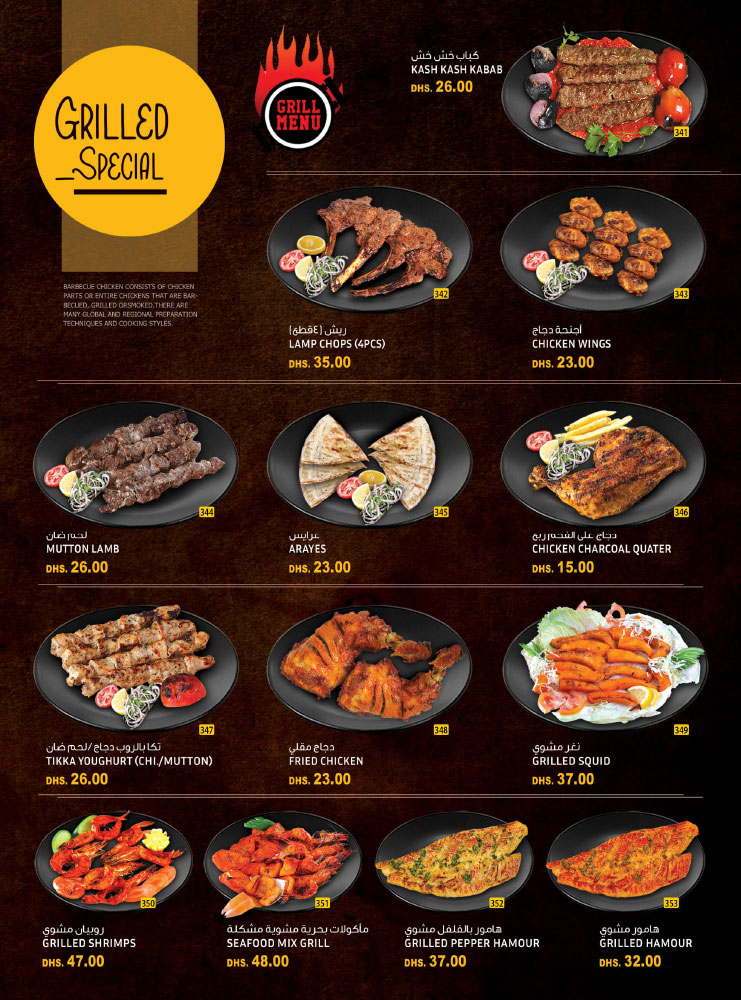 GRILLED
SPECIAL
GRILL
MENU
كباب خش خش
KASH KASH KABAB
DHS. 26.00
341
BARBECUE CHICKEN CONSISTS OF CHICKEN
PARTS OR ENTIRE CHICKENS THAT ARE BAR-
BECUED, GRILLED ORSMOKED.THERE ARE
MANY GLOBAL AND REGIONAL PREPARATION
TECHNIQUES AND COOKING STYLES.
342
ريش (٤قطع)
LAMP CHOPS (4PCS)
DHS. 35.00
343
أجنحة دجاج
CHICKEN WINGS
DHS. 23.00
344
لحم ضان
MUTTON LAMB
DHS. 26.00
345
عرايس
ARAYES
DHS. 23.00
346
دجاج على الفحم ربع
CHICKEN CHARCOAL QUATER
DHS. 15.00
347
تكا بالروب دجاج /لحم ضان
TIKKA YOUGHURT (CHI./MUTTON)
DHS. 26.00
348
دجاج مقلي
FRIED CHICKEN
DHS. 23.00
349
نغر مشوي
GRILLED SQUID
DHS. 37.00
350
روبيان مشوي
GRILLED SHRIMPS
DHS. 47.00
351
مأكولات بحرية مشوية مشكلة
SEAFOOD MIX GRILL
DHS. 48.00
352
هامور بالفلفل مشوي
GRILLED PEPPER HAMOUR
DHS. 37.00
353
هامور مشوي
GRILLED HAMOUR
DHS. 32.00